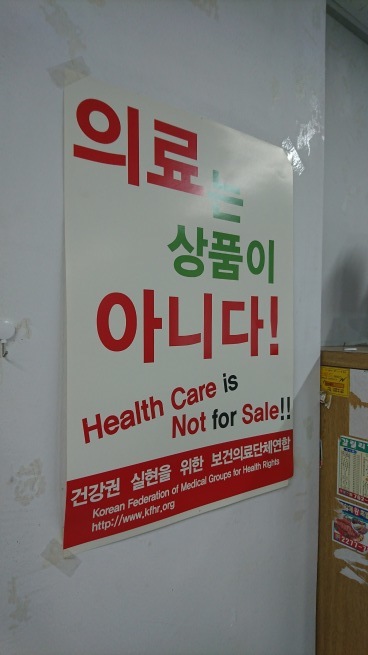 의료는
상품이
아니다!
Health Care is
Not for Sale!!
건강권 실현을 위한 보건의료단체연합
Korean Federation of Medical Groups for Health Rights
http://www.kfhr.org